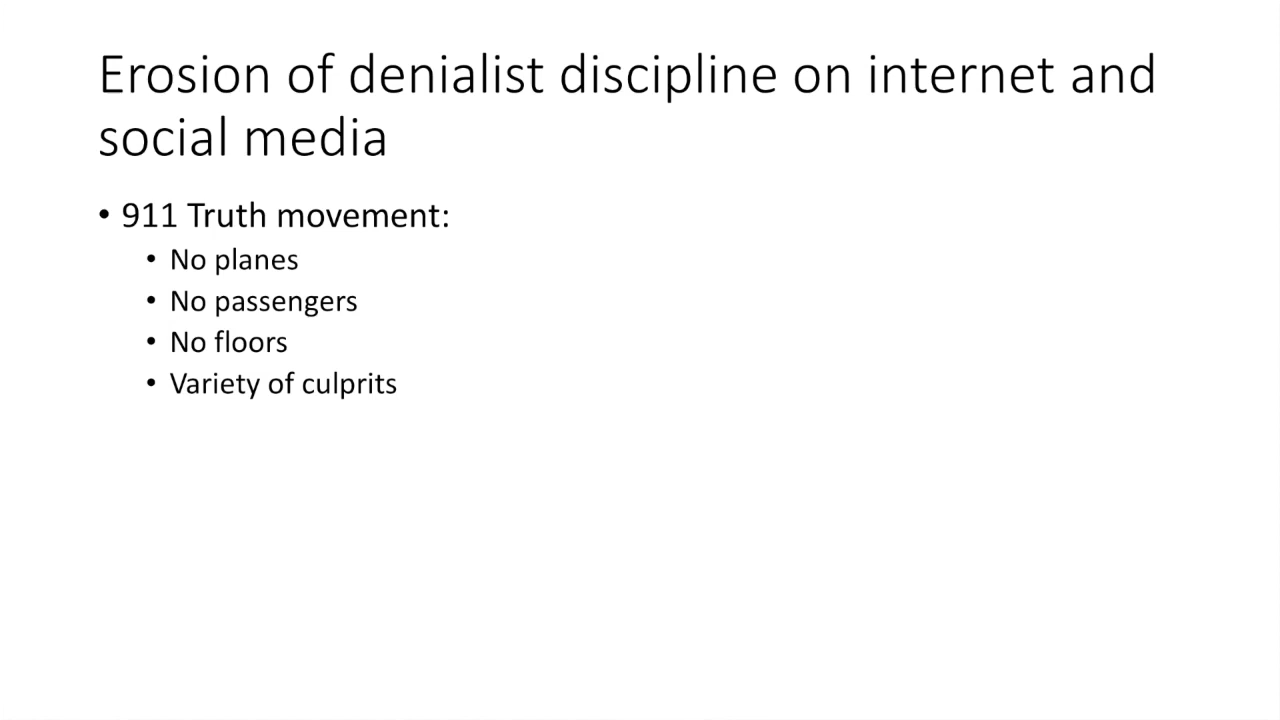 Erosion of denialist discipline on internet and
social media
• 911 Truth movement:
• No planes
• No passengers
• No floors
• Variety of culprits